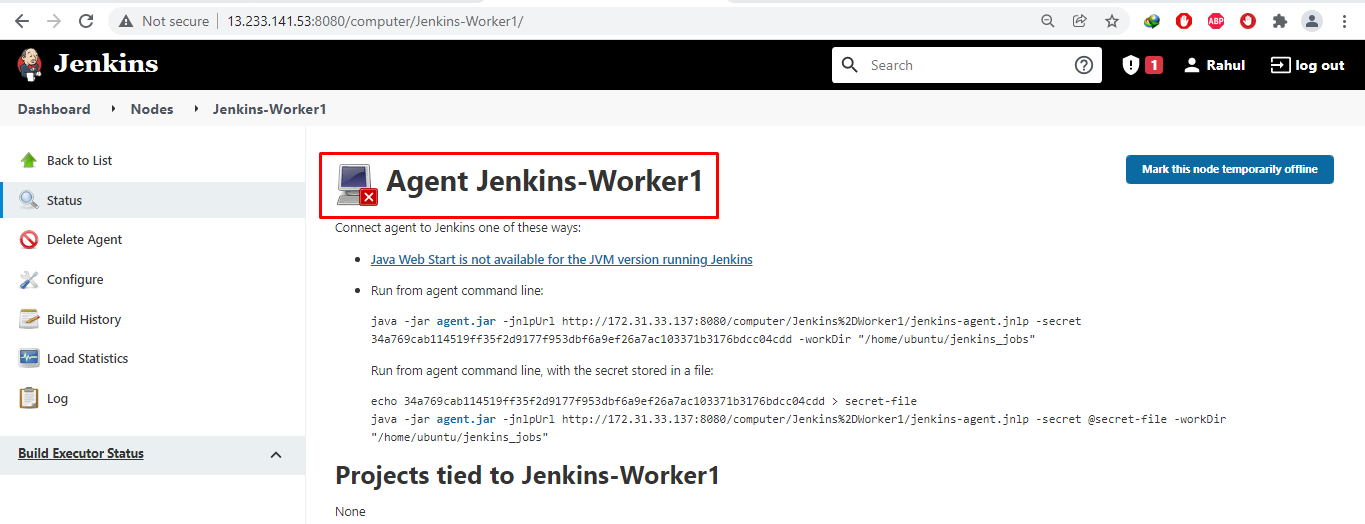 Not secure | 13.233.141.53:8080/computer/Jenkins-Worker1/
ABP
Jenkins
Search
1
Rahul
log out
Dashboard
Nodes
Jenkins-Worker1
Back to List
Status
Delete Agent
Configure
Build History
Load Statistics
Log
Build Executor Status
Agent Jenkins-Worker1
Mark this node temporarily offline
Connect agent to Jenkins one of these ways:
Java Web Start is not available for the JVM version running Jenkins
Run from agent command line:
java -jar agent.jar -jnlpUrl http://172.31.33.137:8080/computer/Jenkins%2DWorker1/jenkins-agent.jnlp -secret
34a769cab114519ff35f2d9177f953dbf6a9ef26a7ac103371b3176bdcc04cdd -workDir "/home/ubuntu/jenkins_jobs"
Run from agent command line, with the secret stored in a file:
echo 34a769cab114519ff35f2d9177f953dbf6a9ef26a7ac103371b3176bdcc04cdd > secret-file
java -jar agent.jar -jnlpUrl http://172.31.33.137:8080/computer/Jenkins%2DWorker1/jenkins-agent.jnlp -secret @secret-file -workDir
"/home/ubuntu/jenkins_jobs"
Projects tied to Jenkins-Worker1
None